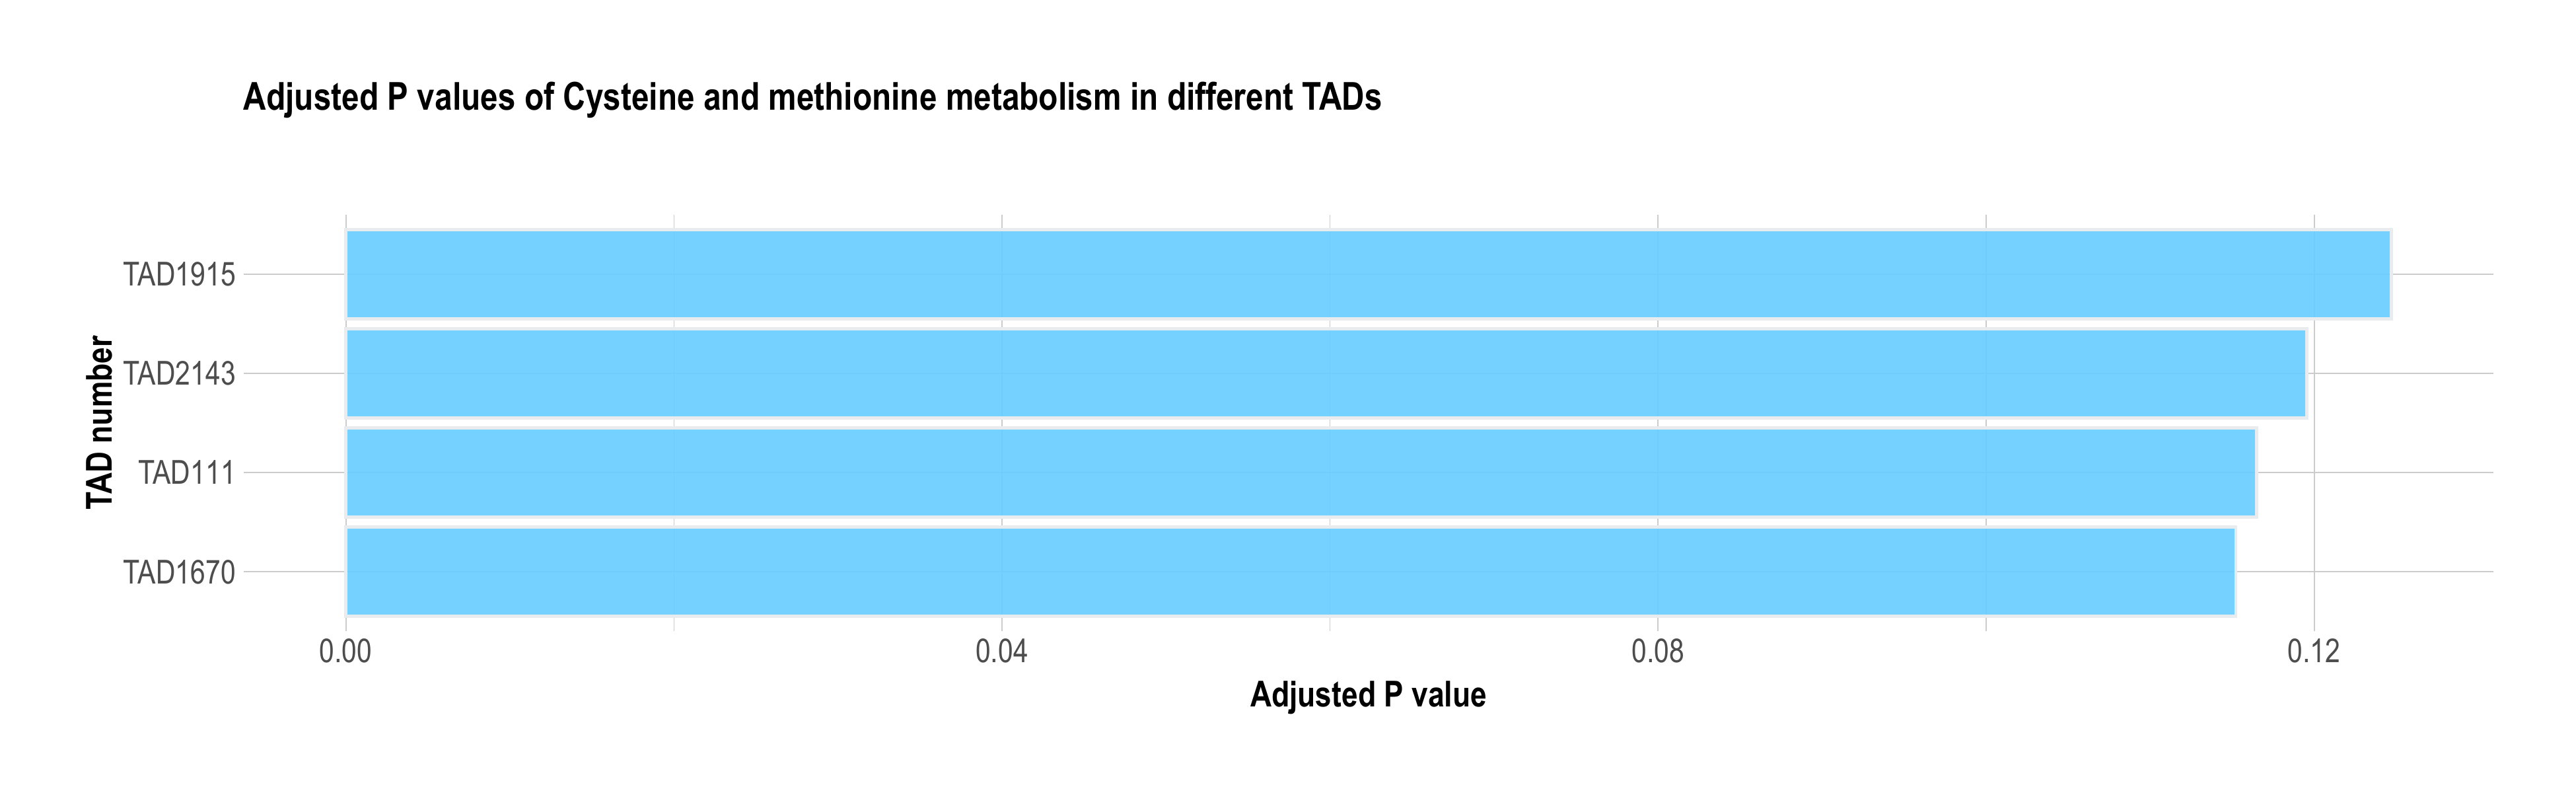 Adjusted P values of Cysteine and methionine metabolism in different TADs
TAD number
TAD1915
TAD2143
TAD111
TAD1670
0.00 0.04 0.08 0.12
Adjusted P value